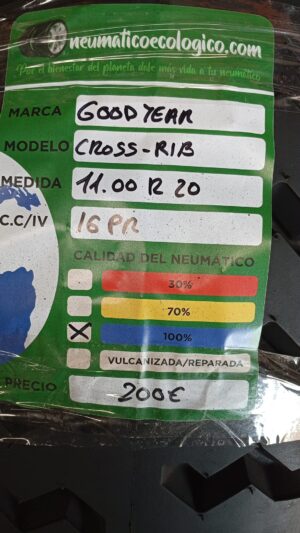 neumaticoecologico.com
Por el bienestar del planeta dale más vida a tu neumático
MARCA GOODYEAR
MODELO CROSS-RIB
MEDIDA 11.00 R 20
C.C/IV 16 PR
CALIDAD DEL NEUMÁTICO
30%
70%
X 100%
VULCANIZADA/REPARADA
PRECIO 200€